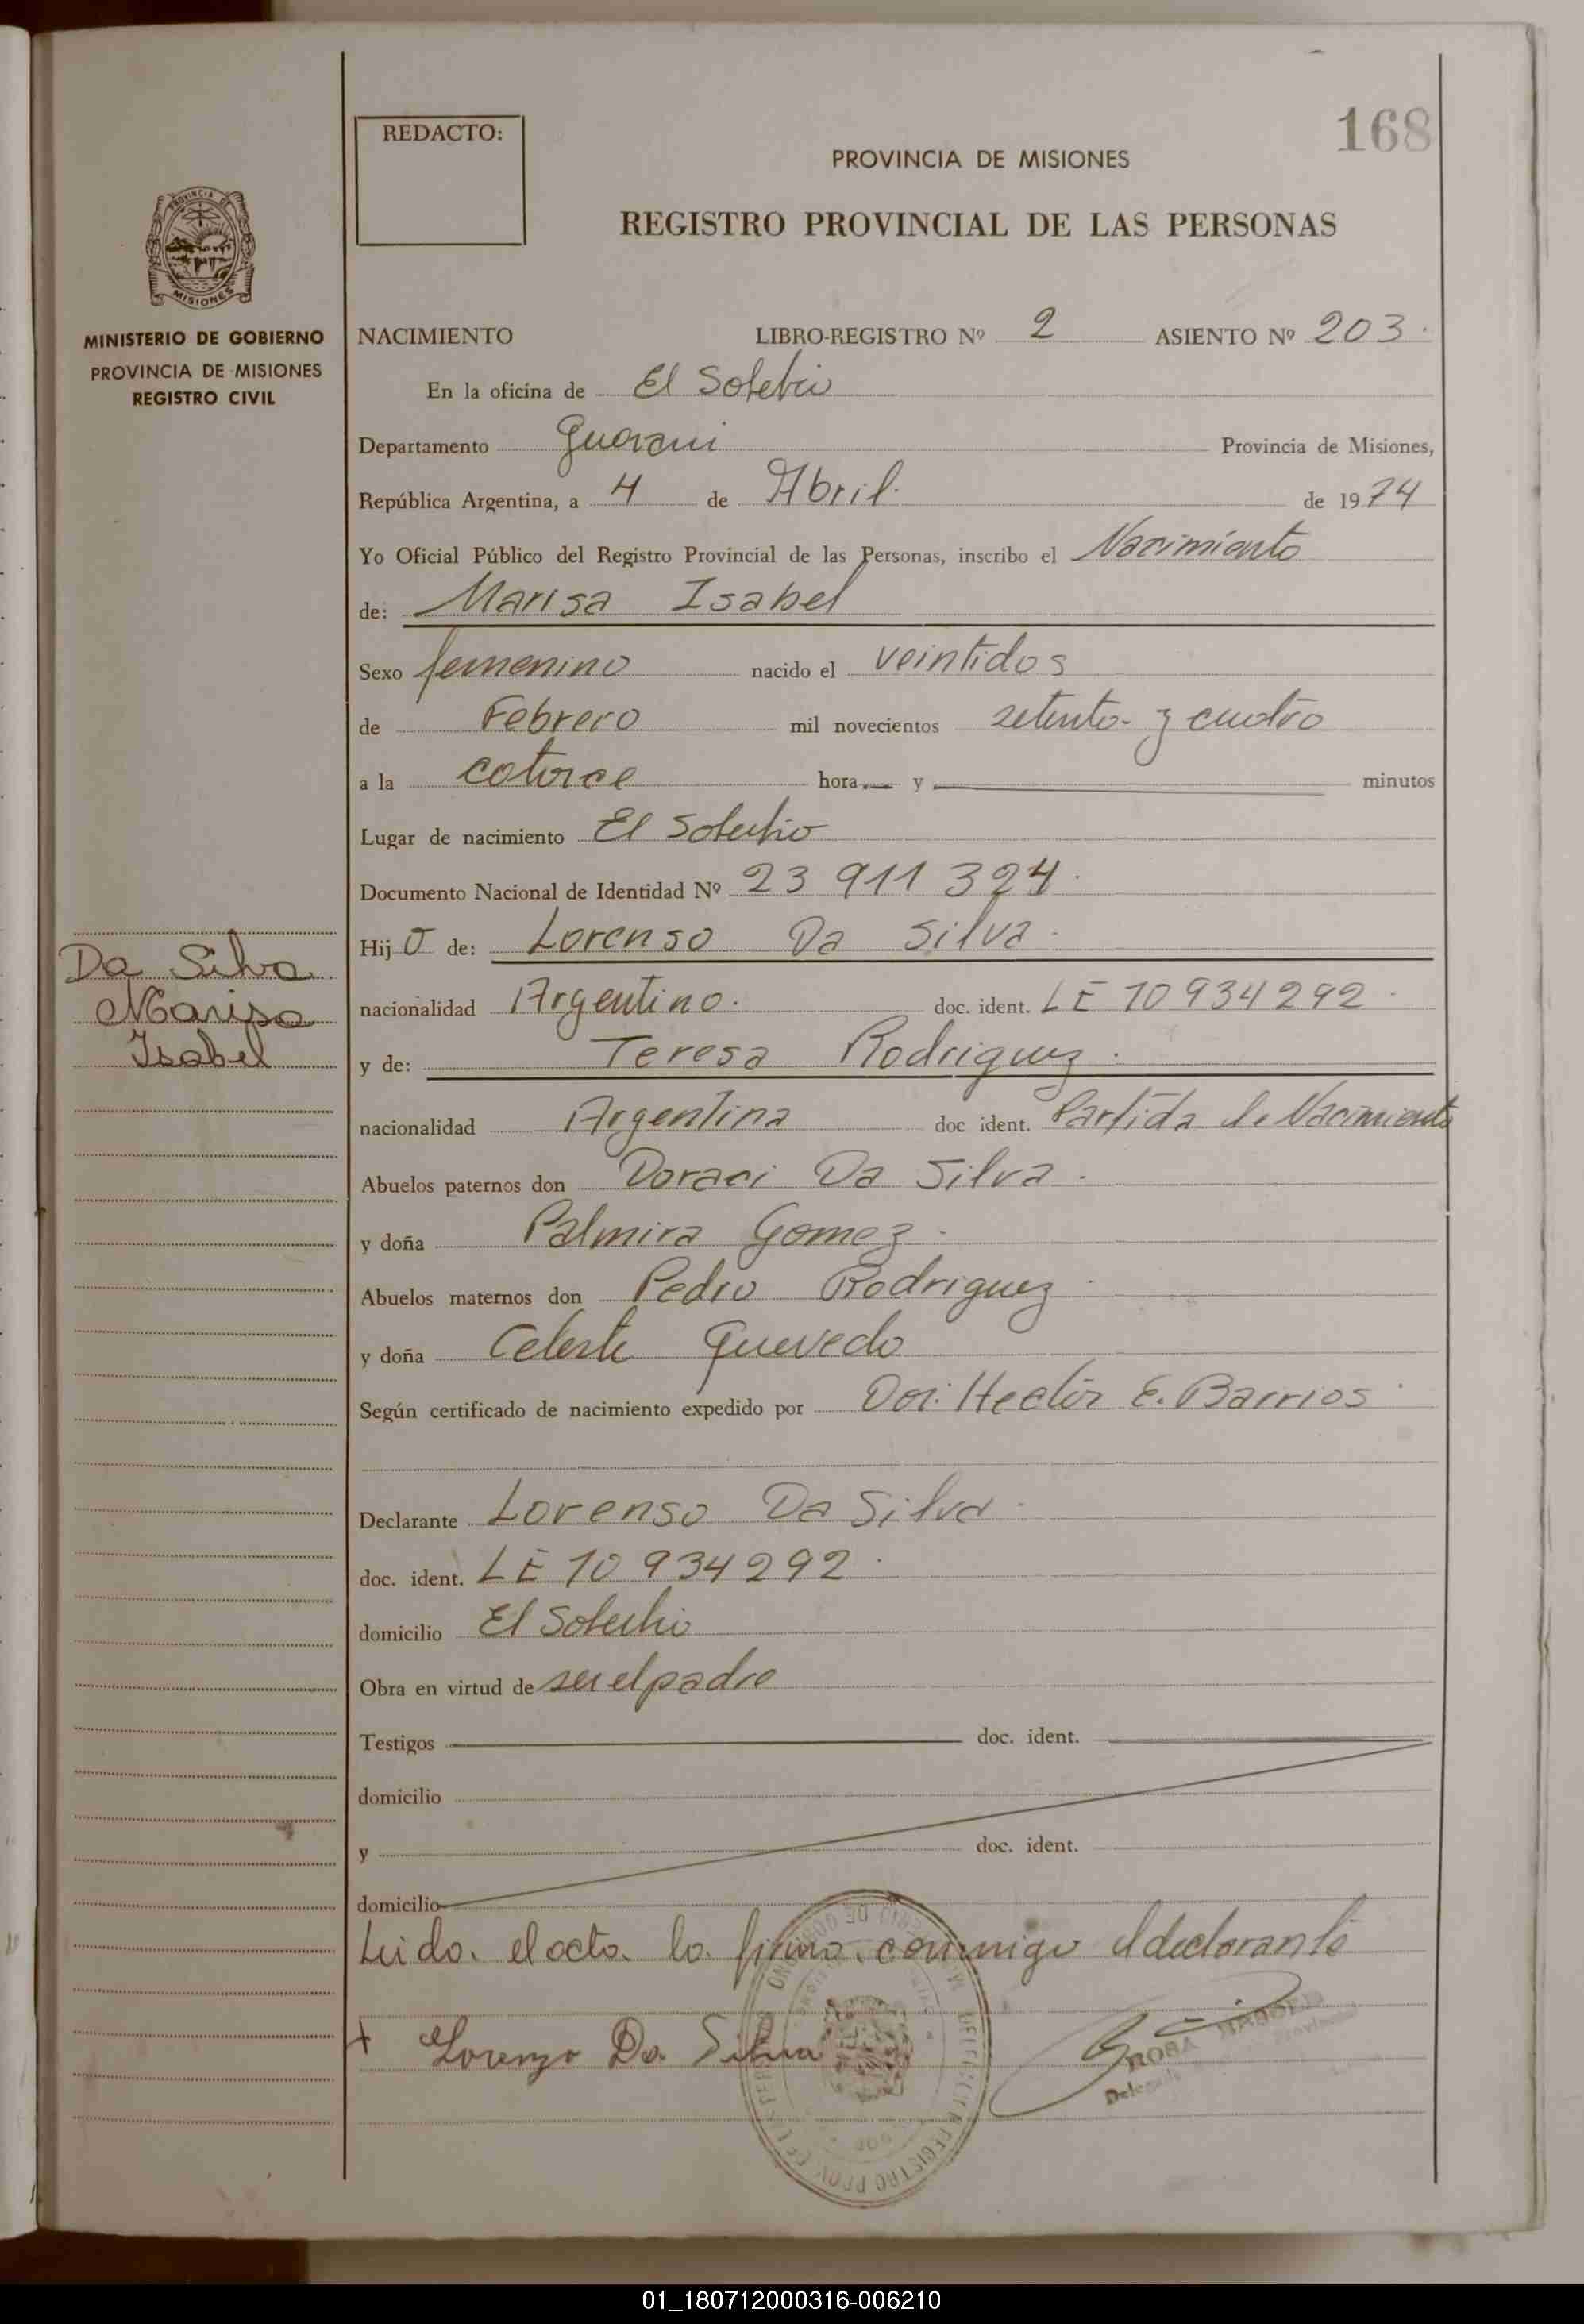 168
REDACTO:
PROVINCIA DE MISIONES
REGISTRO PROVINCIAL DE LAS PERSONAS
PROVINCIA DE
MISIONES
MINISTERIO DE GOBIERNO
PROVINCIA DE MISIONES
REGISTRO CIVIL
NACIMIENTO LIBRO-REGISTRO Nº 2 ASIENTO Nº 203.
En la oficina de El Soberbio
Departamento Guarani Provincia de Misiones,
República Argentina, a 4 de Abril. de 1974
Yo Oficial Público del Registro Provincial de las Personas, inscribo el Nacimiento
de: Marisa Isabel
Sexo femenino nacido el veintidos
de Febrero mil novecientos setenta y cuatro
a la catorce hora y minutos
Lugar de nacimiento El Soberbio
Documento Nacional de Identidad Nº 23 911 324.
Hij o de: Lorenso Da Silva.
Da Silva
Marisa
Isabel
nacionalidad Argentino. doc. ident. LE 10934292.
y de: Teresa Rodriguez.
nacionalidad Argentina doc ident. Partida de Nacimiento
Abuelos paternos don Doraci Da Silva.
y doña Palmira Gomez.
Abuelos maternos don Pedro Rodriguez.
y doña Celeste Quevedo
Según certificado de nacimiento expedido por Hector E. Barrios.
Declarante Lorenso Da Silva.
doc. ident. LE 10 934292.
domicilio El Soberbio
Obra en virtud de ser el padre
Testigos doc. ident.
domicilio
y doc. ident.
domicilio
Leida el acta la firma conmigo el declarante
+ Lorenzo Da Silva
ROSA
01_180712000316-006210